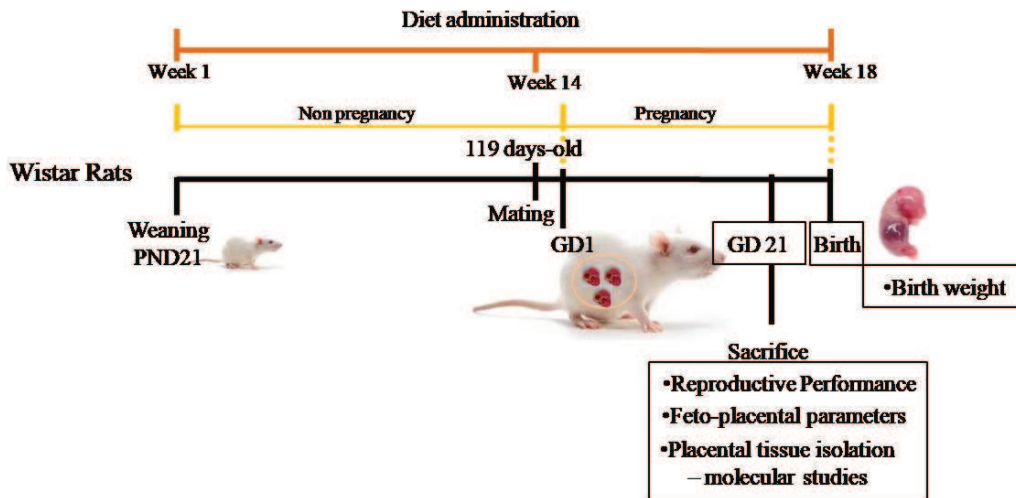 Diet administration
Week 1
Week 14
Week 18
Non pregnancy
Pregnancy
119 days-old
Wistar Rats
Weaning
PND21
Mating
GD1
GD 21
Birth
•Birth weight
Sacrifice
•Reproductive Performance
•Feto-placental parameters
•Placental tissue isolation
– molecular studies